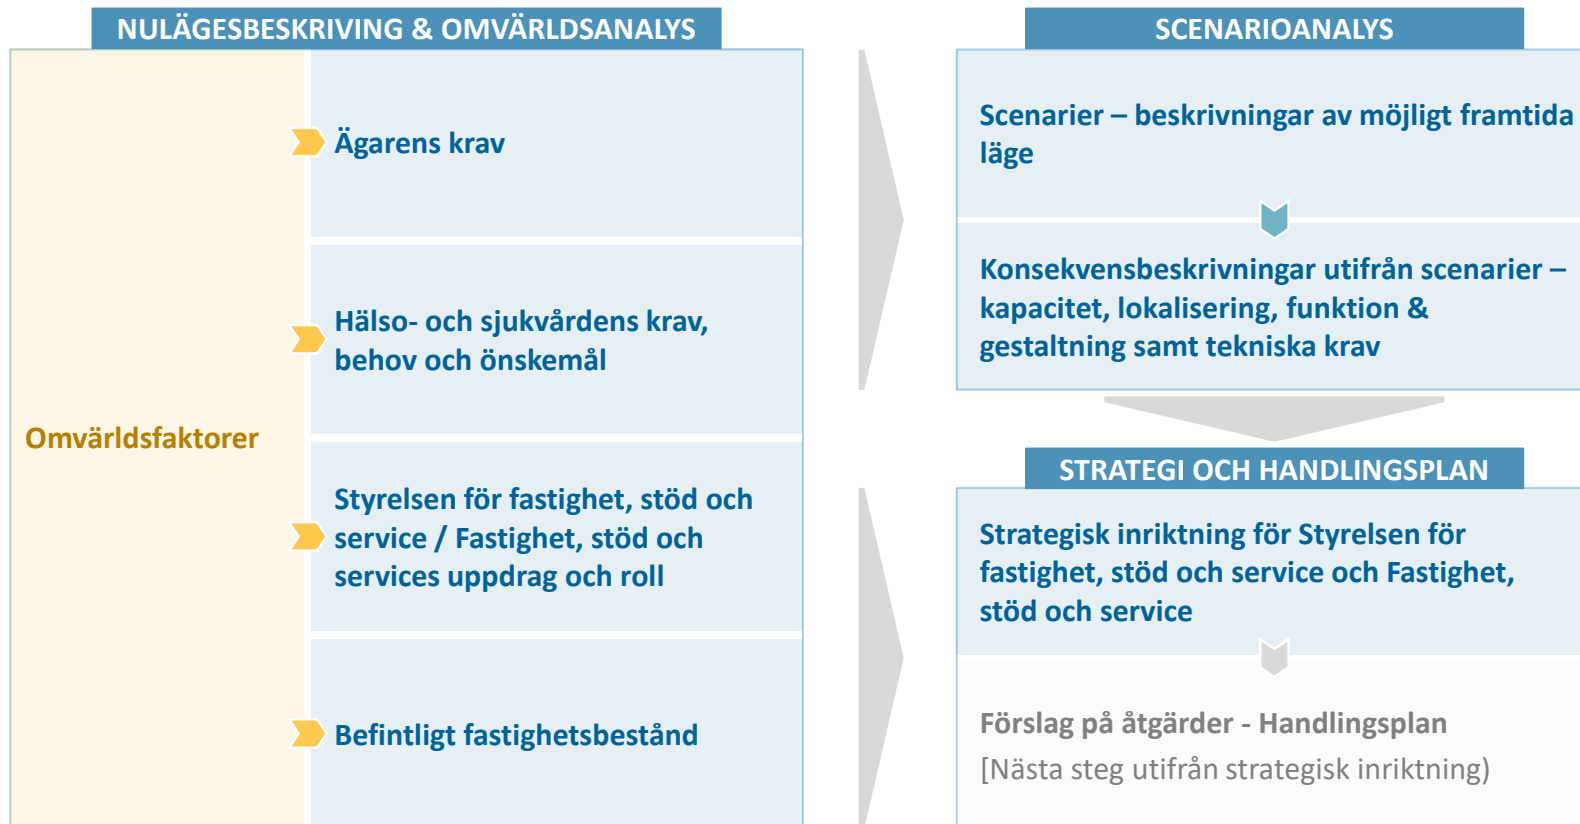 NULÄGESBESKRIVING & OMVÄRLDSANALYS
Omvärldsfaktorer
Ägarens krav
Hälso- och sjukvårdens krav,
behov och önskemål
Styrelsen för fastighet, stöd och
service / Fastighet, stöd och
services uppdrag och roll
Befintligt fastighetsbestånd
SCENARIOANALYS
Scenarier – beskrivningar av möjligt framtida
läge
Konsekvensbeskrivningar utifrån scenarier –
kapacitet, lokalisering, funktion &
gestaltning samt tekniska krav
STRATEGI OCH HANDLINGSPLAN
Strategisk inriktning för Styrelsen för
fastighet, stöd och service och Fastighet,
stöd och service
Förslag på åtgärder - Handlingsplan
[Nästa steg utifrån strategisk inriktning)